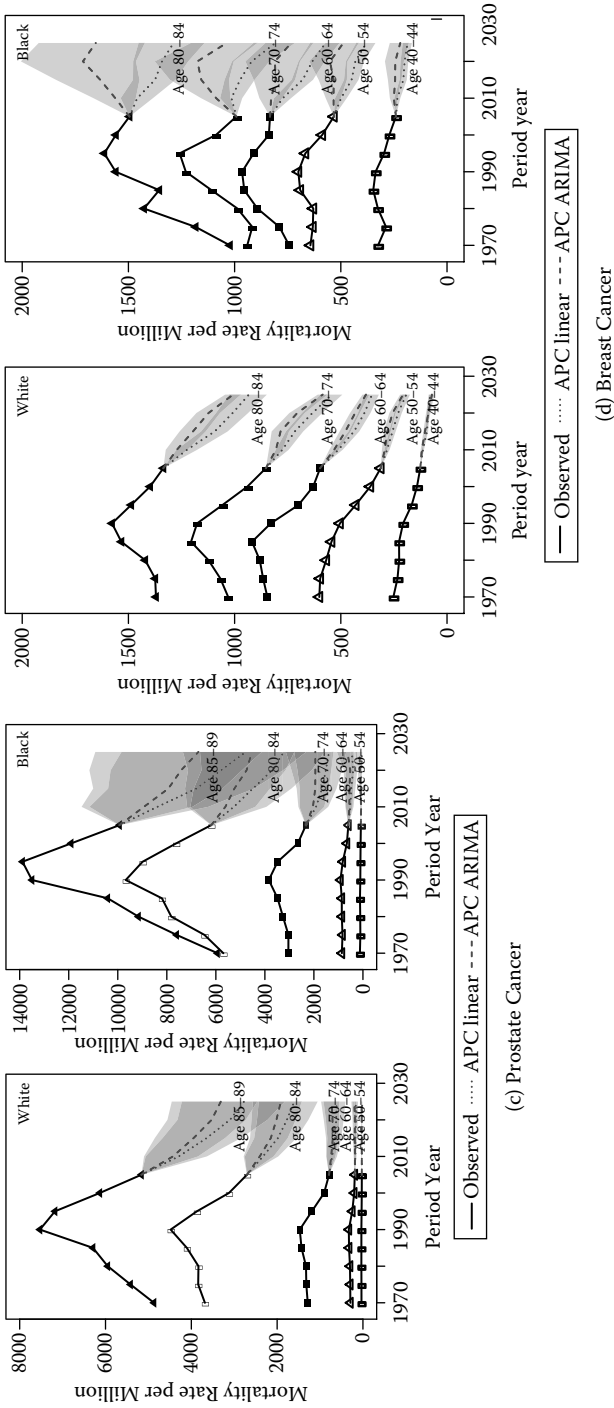 White
8000
6000
4000
2000
0
Mortality Rate per Million
Age 85–89
Age 80–84
Age 70–74
Age 60–64
Age 50–54
1970
1990
2010
2030
Period Year
Black
14000
12000
10000
8000
6000
4000
2000
0
Mortality Rate per Million
Age 85–89
Age 80–84
Age 70–74
Age 60–64
Age 50–54
1970
1990
2010
2030
Period Year
Observed APC linear APC ARIMA
(c) Prostate Cancer
White
2000
1500
1000
500
0
Mortality Rate per Million
Age 80–84
Age 70–74
Age 60–64
Age 50–54
Age 40–44
1970
1990
2010
2030
Period year
Black
2000
1500
1000
500
0
Mortality Rate per Million
Age 80–84
Age 70–74
Age 60–64
Age 50–54
Age 40–44
1970
1990
2010
2030
Period year
Observed APC linear APC ARIMA
(d) Breast Cancer